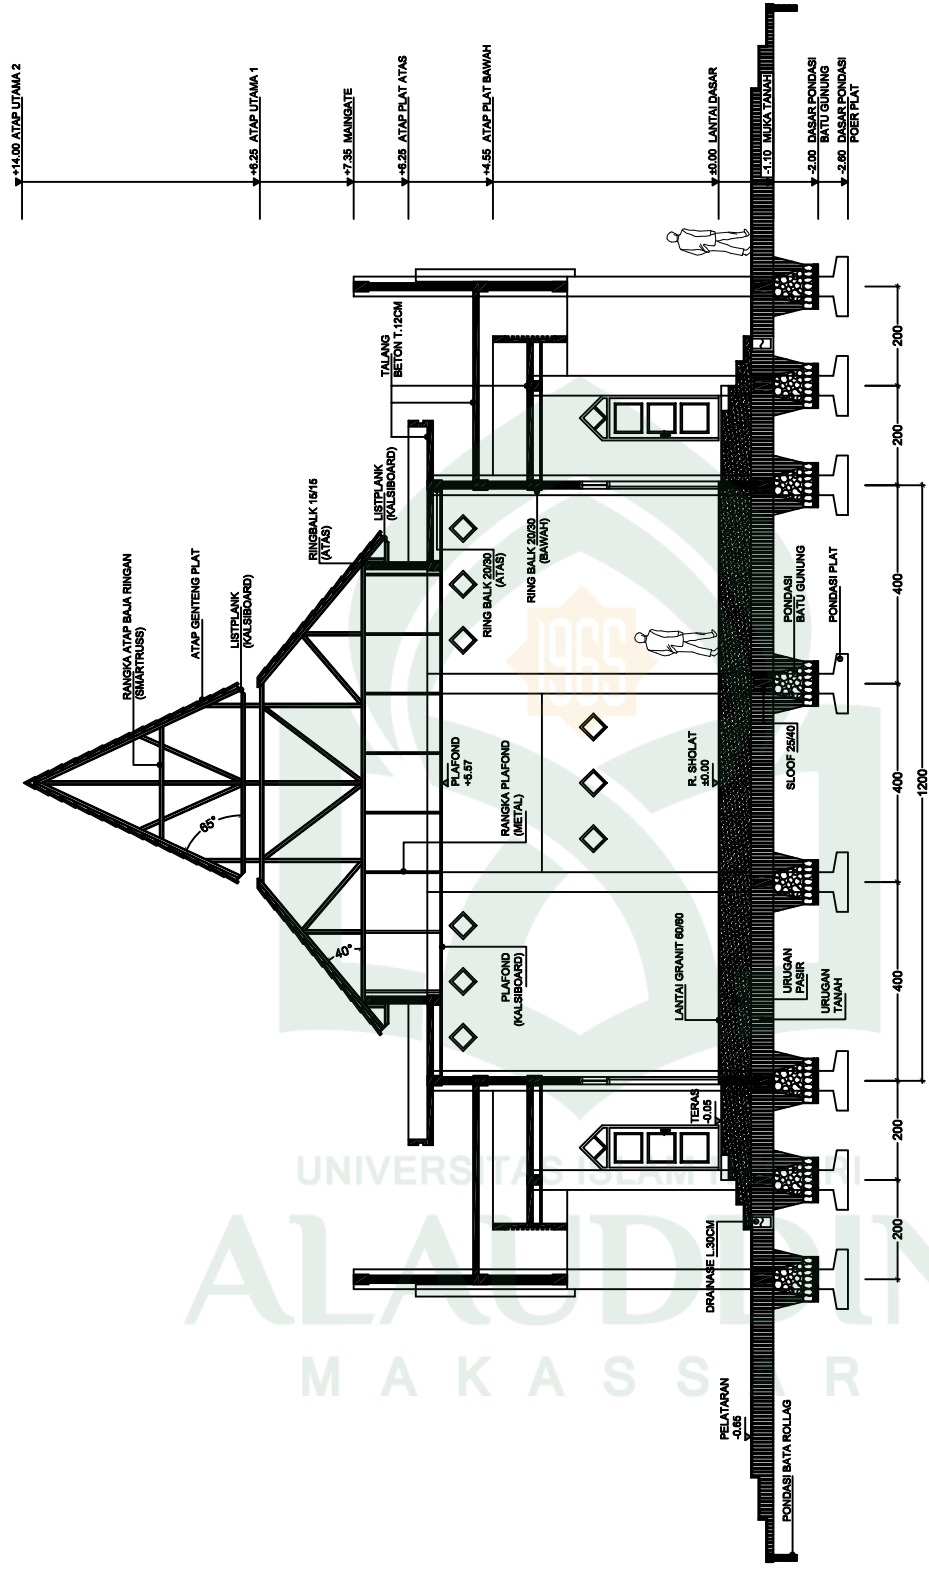 +14.00 ATAP UTAMA 2
+6.25 ATAP UTAMA 1
+7.35 MAINGATE
+6.25 ATAP PLAT ATAS
+4.55 ATAP PLAT BAWAH
±0.00 LANTAI DASAR
-1.10 MUKA TANAH
-2.00 DASAR PONDASI
BATU GUNUNG
-2.60 DASAR PONDASI
POER PLAT
RANGKA ATAP BAJA RINGAN
(SMARTRUSS)
ATAP GENTENG PLAT
LISTPLANK
(KALSIBOARD)
RINGBALK 15/15
(ATAS)
LISTPLANK
(KALSIBOARD)
TALANG
BETON T.12CM
65°
40°
RING BALK 20/30
(ATAS)
RING BALK 20/30
(BAWAH)
PLAFOND
+5.57
RANGKA PLAFOND
(METAL)
PLAFOND
(KALSIBOARD)
R. SHOLAT
±0.00
LANTAI GRANIT 60/60
TERAS
-0.05
DRAINASE L.30CM
PELATARAN
-0.65
PONDASI BATA ROLLAG
URUGAN
PASIR
URUGAN
TANAH
SLOOF 25/40
PONDASI
BATU GUNUNG
PONDASI PLAT
200
200
400
400
400
200
200
1200
1965
UNIVERSITAS ISLAM NEGERI
ALAUDDIN
MAKASSAR